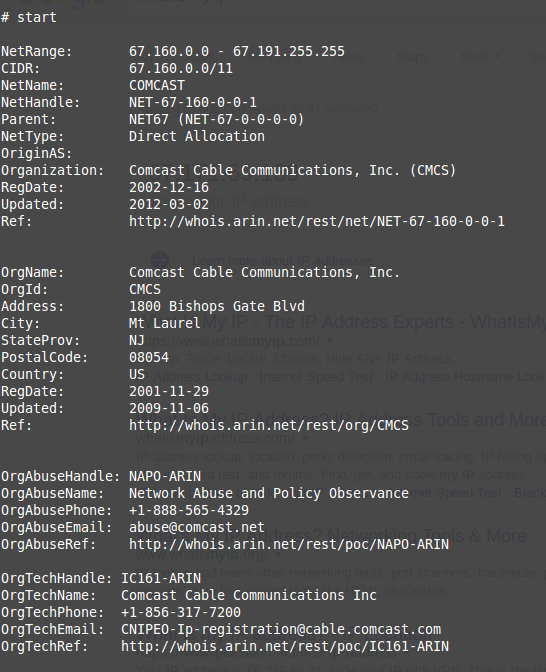 # start
NetRange: 67.160.0.0 - 67.191.255.255
CIDR: 67.160.0.0/11
NetName: COMCAST
NetHandle: NET-67-160-0-0-1
Parent: NET67 (NET-67-0-0-0-0)
NetType: Direct Allocation
OriginAS:
Organization: Comcast Cable Communications, Inc. (CMCS)
RegDate: 2002-12-16
Updated: 2012-03-02
Ref: http://whois.arin.net/rest/net/NET-67-160-0-0-1
OrgName: Comcast Cable Communications, Inc.
OrgId: CMCS
Address: 1800 Bishops Gate Blvd
City: Mt Laurel
StateProv: NJ
PostalCode: 08054
Country: US
RegDate: 2001-11-29
Updated: 2009-11-06
Ref: http://whois.arin.net/rest/org/CMCS
OrgAbuseHandle: NAPO-ARIN
OrgAbuseName: Network Abuse and Policy Observance
OrgAbusePhone: +1-888-565-4329
OrgAbuseEmail: abuse@comcast.net
OrgAbuseRef: http://whois.arin.net/rest/poc/NAPO-ARIN
OrgTechHandle: IC161-ARIN
OrgTechName: Comcast Cable Communications Inc
OrgTechPhone: +1-856-317-7200
OrgTechEmail: CNIPEO-Ip-registration@cable.comcast.com
OrgTechRef: http://whois.arin.net/rest/poc/IC161-ARIN